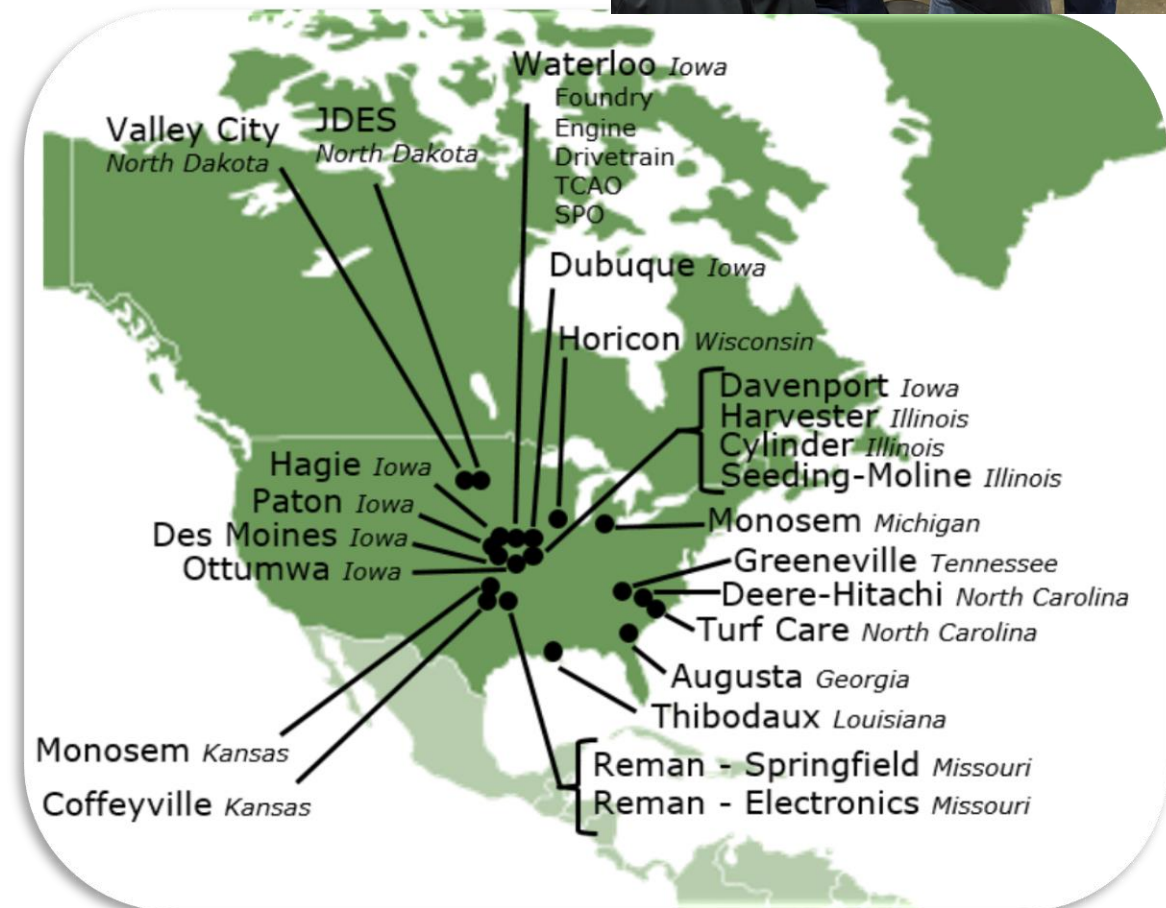 Waterloo Iowa
Foundry
Engine
Drivetrain
TCAO
SPO
Valley City
North Dakota
JDES
North Dakota
Dubuque Iowa
Horicon Wisconsin
Davenport Iowa
Harvester Illinois
Cylinder Illinois
Seeding-Moline Illinois
Hagie Iowa
Paton Iowa
Des Moines Iowa
Ottumwa Iowa
Monosem Michigan
Greeneville Tennessee
Deere-Hitachi North Carolina
Turf Care North Carolina
Augusta Georgia
Thibodaux Louisiana
Monosem Kansas
Coffeyville Kansas
Reman - Springfield Missouri
Reman - Electronics Missouri